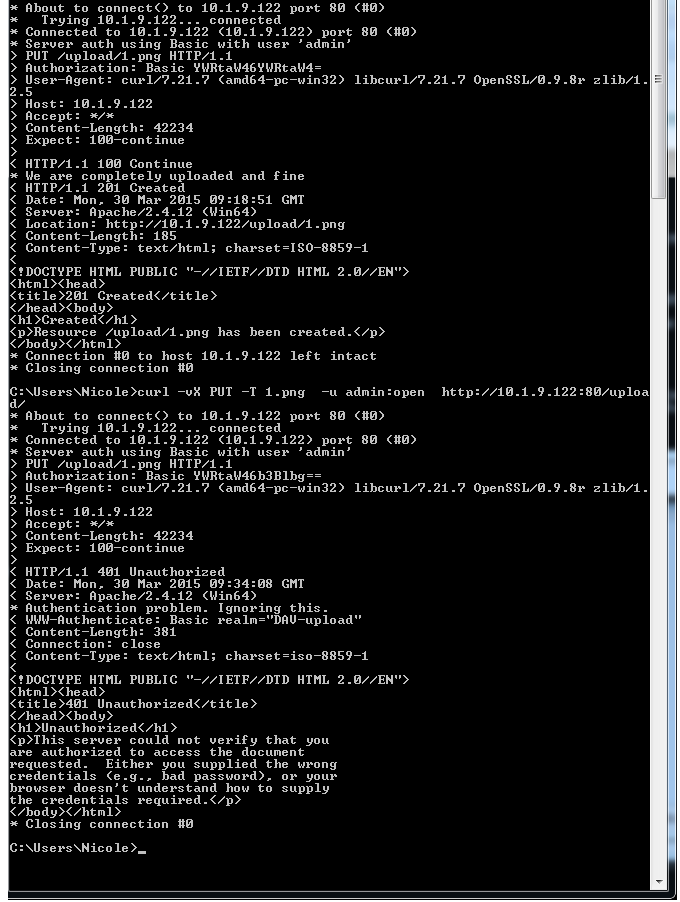 * About to connect() to 10.1.9.122 port 80 (#0)
*   Trying 10.1.9.122... connected
* Connected to 10.1.9.122 (10.1.9.122) port 80 (#0)
* Server auth using Basic with user 'admin'
> PUT /upload/1.png HTTP/1.1
> Authorization: Basic YWRtaW46YWRtaW4=
> User-Agent: curl/7.21.7 (amd64-pc-win32) libcurl/7.21.7 OpenSSL/0.9.8r zlib/1.
2.5
> Host: 10.1.9.122
> Accept: */*
> Content-Length: 42234
> Expect: 100-continue
>
< HTTP/1.1 100 Continue
* We are completely uploaded and fine
< HTTP/1.1 201 Created
< Date: Mon, 30 Mar 2015 09:18:51 GMT
< Server: Apache/2.4.12 (Win64)
< Location: http://10.1.9.122/upload/1.png
< Content-Length: 185
< Content-Type: text/html; charset=ISO-8859-1
<
<!DOCTYPE HTML PUBLIC "-//IETF//DTD HTML 2.0//EN">
<html><head>
<title>201 Created</title>
</head><body>
<h1>Created</h1>
<p>Resource /upload/1.png has been created.</p>
</body></html>
* Connection #0 to host 10.1.9.122 left intact
* Closing connection #0
C:\Users\Nicole>curl -vX PUT -T 1.png  -u admin:open  http://10.1.9.122:80/uploa
d/
* About to connect() to 10.1.9.122 port 80 (#0)
*   Trying 10.1.9.122... connected
* Connected to 10.1.9.122 (10.1.9.122) port 80 (#0)
* Server auth using Basic with user 'admin'
> PUT /upload/1.png HTTP/1.1
> Authorization: Basic YWRtaW46b3Blbg==
> User-Agent: curl/7.21.7 (amd64-pc-win32) libcurl/7.21.7 OpenSSL/0.9.8r zlib/1.
2.5
> Host: 10.1.9.122
> Accept: */*
> Content-Length: 42234
> Expect: 100-continue
>
< HTTP/1.1 401 Unauthorized
< Date: Mon, 30 Mar 2015 09:34:08 GMT
< Server: Apache/2.4.12 (Win64)
* Authentication problem. Ignoring this.
< WWW-Authenticate: Basic realm="DAV-upload"
< Content-Length: 381
< Connection: close
< Content-Type: text/html; charset=iso-8859-1
<
<!DOCTYPE HTML PUBLIC "-//IETF//DTD HTML 2.0//EN">
<html><head>
<title>401 Unauthorized</title>
</head><body>
<h1>Unauthorized</h1>
<p>This server could not verify that you
are authorized to access the document
requested.  Either you supplied the wrong
credentials (e.g., bad password), or your
browser doesn't understand how to supply
the credentials required.</p>
</body></html>
* Closing connection #0
C:\Users\Nicole>_